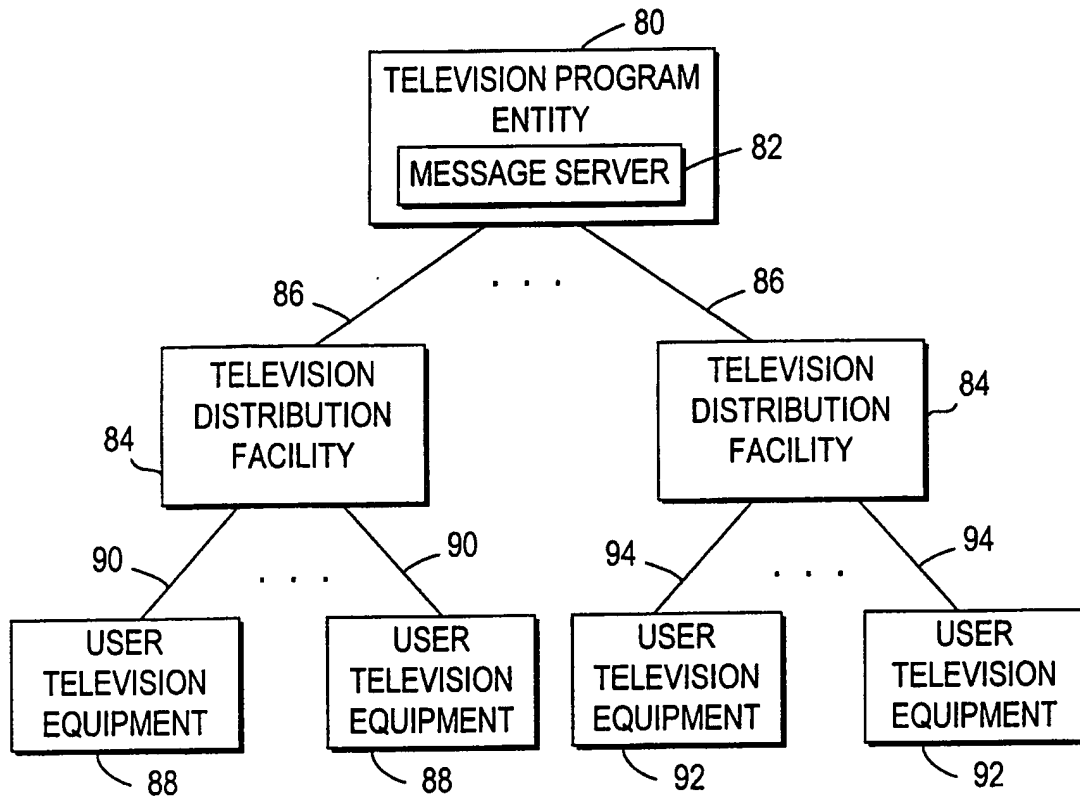 80
TELEVISION PROGRAM
ENTITY
82
MESSAGE SERVER
86
. . .
86
TELEVISION
DISTRIBUTION
FACILITY
84
TELEVISION
DISTRIBUTION
FACILITY
84
90
. . .
90
94
. . .
94
USER
TELEVISION
EQUIPMENT
88
USER
TELEVISION
EQUIPMENT
88
USER
TELEVISION
EQUIPMENT
92
USER
TELEVISION
EQUIPMENT
92